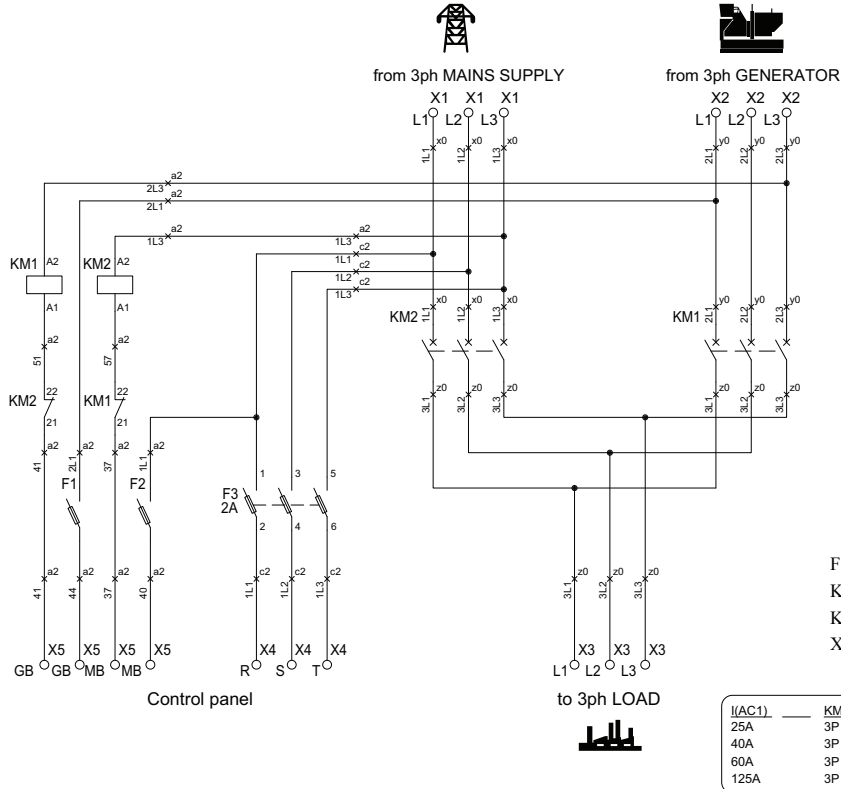 from 3ph MAINS SUPPLY
from 3ph GENERATOR
X1 X1 X1
L1 L2 L3
X2 X2 X2
L1 L2 L3
1L1 x0 1L2 x0 1L3 x0
2L1 y0 2L2 y0 2L3 y0
a2
2L3
a2
2L1
a2
1L3
a2
1L3
c2
1L1
c2
1L2
c2
1L3
KM1 A2
A1
KM2 A2
A1
KM2
1L1 x0 1L2 x0 1L3 x0
KM1
2L1 y0 2L2 y0 2L3 y0
51 a2
57 a2
KM2 22
21
KM1 22
21
3L1 z0 3L2 z0 3L3 z0
3L1 z0 3L2 z0 3L3 z0
41 a2 2L1 a2 37 a2 1L1 a2
F1
F2
F3
2A
1 3 5
2 4 6
41 a2 44 a2 37 a2 40 a2
1L1 c2 1L2 c2 1L3 c2
3L1 z0 3L2 z0 3L3 z0
X5 X5 X5 X5
GB GB MB MB
X4 X4 X4
R S T
X3 X3 X3
L1 L2 L3
Control panel
to 3ph LOAD
F
K
K
X
I(AC1) KM
25A 3P
40A 3P
60A 3P
125A 3P